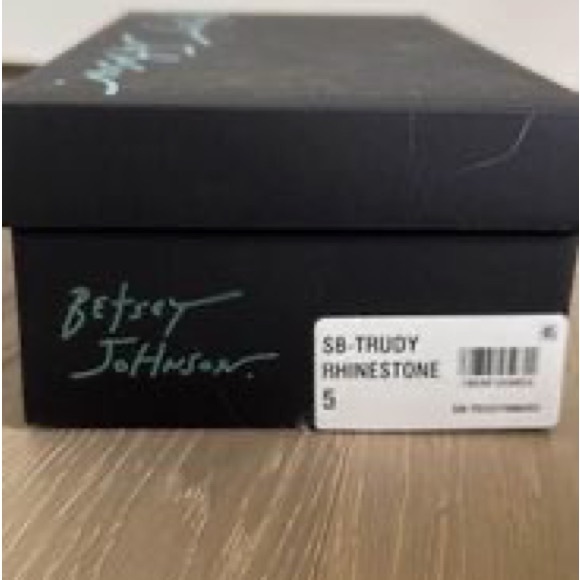 Betsey
Johnson.
SB-TRUDY
RHINESTONE
5